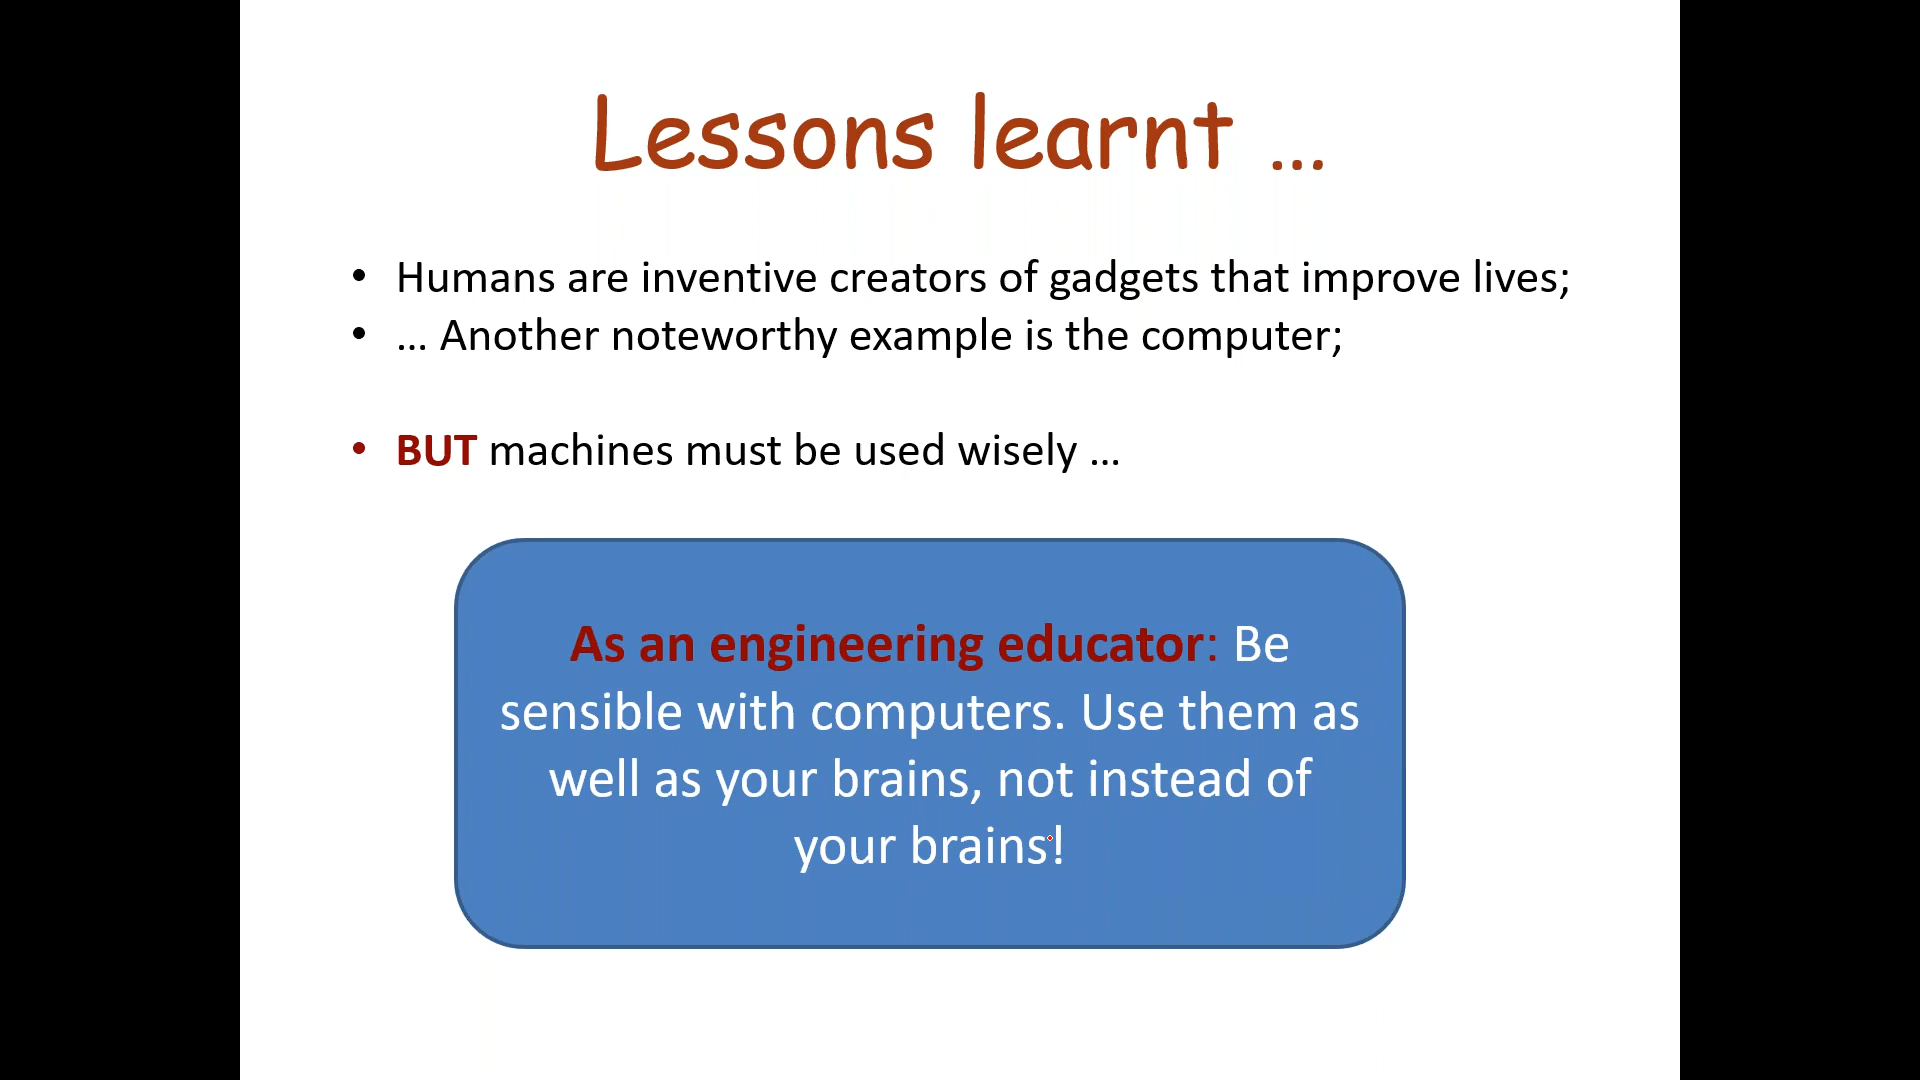 Lessons learnt ...
• Humans are inventive creators of gadgets that improve lives;
• ... Another noteworthy example is the computer;
• BUT machines must be used wisely ...
As an engineering educator: Be
sensible with computers. Use them as
well as your brains, not instead of
your brains!